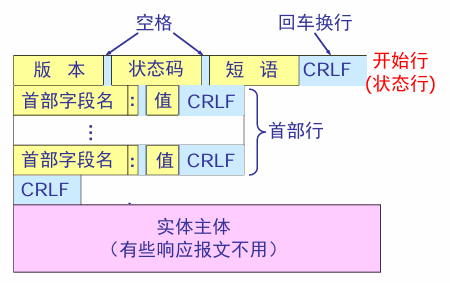 空格 回车换行
版 本 状态码 短 语 CRLF 开始行
(状态行)
首部字段名 : 值 CRLF
⋮ 首部行
首部字段名 : 值 CRLF
CRLF
实体主体
（有些响应报文不用）